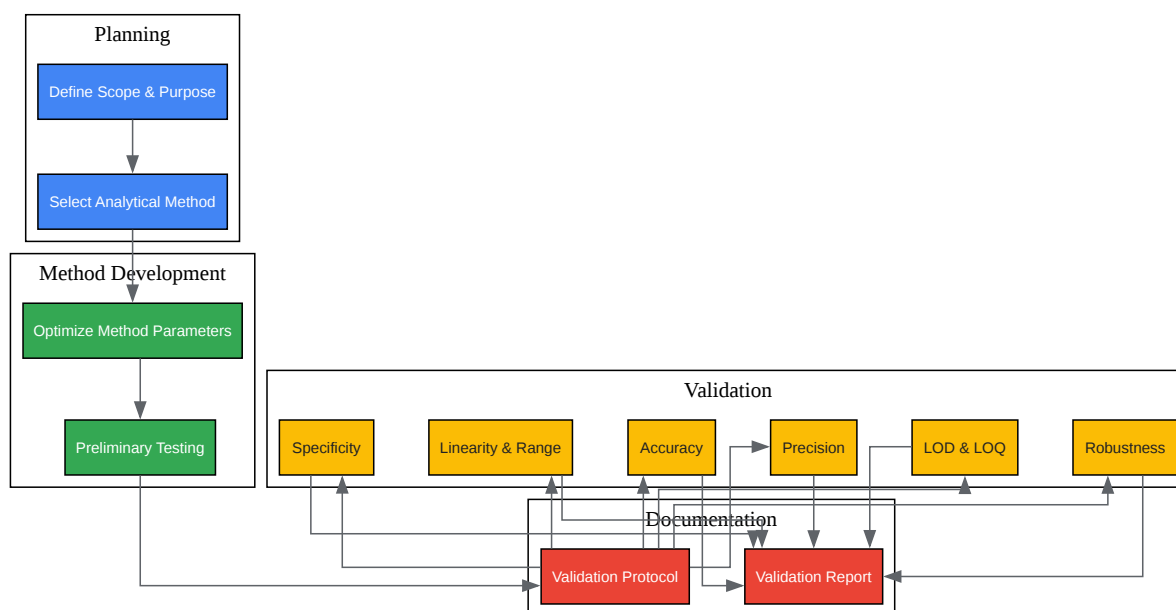 Planning
Define Scope & Purpose
Select Analytical Method
Method Development
Optimize Method Parameters
Preliminary Testing
Validation
Specificity
Linearity & Range
Accuracy
Precision
LOD & LOQ
Robustness
Documentation
Validation Protocol
Validation Report